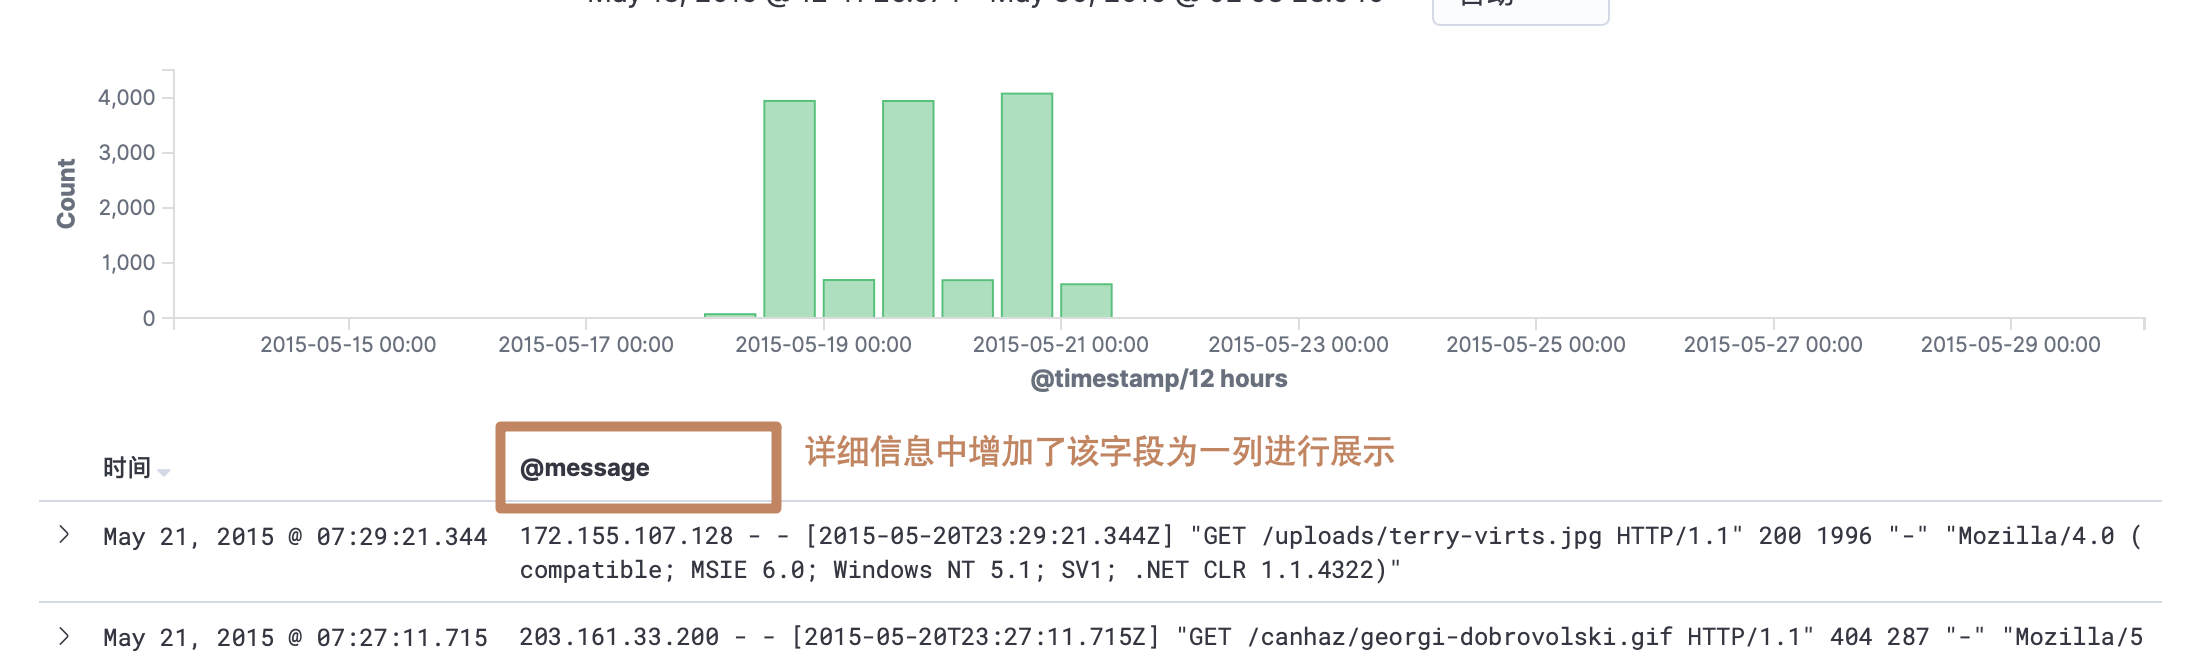 自动
4,000
3,000
2,000
1,000
0
Count
2015-05-15 00:00
2015-05-17 00:00
2015-05-19 00:00
2015-05-21 00:00
2015-05-23 00:00
2015-05-25 00:00
2015-05-27 00:00
2015-05-29 00:00
@timestamp/12 hours
详细信息中增加了该字段为一列进行展示
时间
@message
May 21, 2015 @ 07:29:21.344
172.155.107.128 - - [2015-05-20T23:29:21.344Z] "GET /uploads/terry-virts.jpg HTTP/1.1" 200 1996 "-" "Mozilla/4.0 (
compatible; MSIE 6.0; Windows NT 5.1; SV1; .NET CLR 1.1.4322)"
May 21, 2015 @ 07:27:11.715
203.161.33.200 - - [2015-05-20T23:27:11.715Z] "GET /canhaz/georgi-dobrovolski.gif HTTP/1.1" 404 287 "-" "Mozilla/5